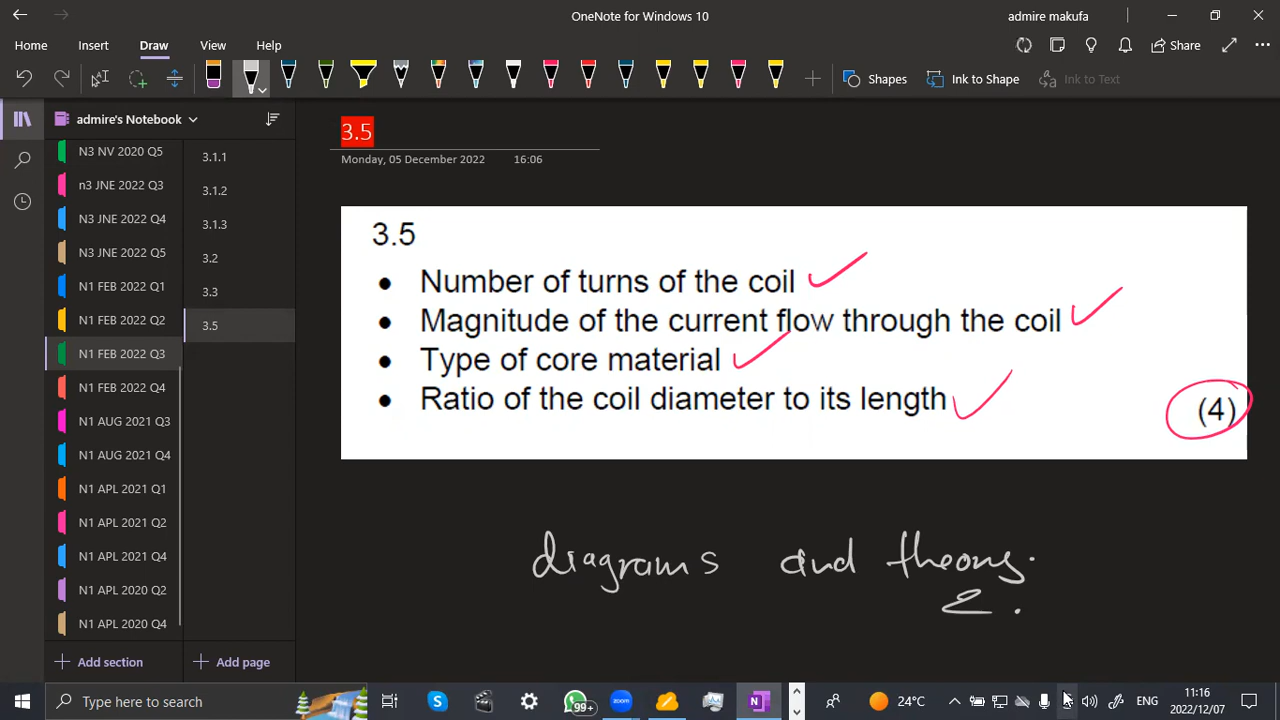 OneNote for Windows 10
admire makufa
Home
Insert
Draw
View
Help
Share
Shapes
Ink to Shape
Ink to Text
admire's Notebook
N3 NV 2020 Q5
n3 JNE 2022 Q3
N3 JNE 2022 Q4
N3 JNE 2022 Q5
N1 FEB 2022 Q1
N1 FEB 2022 Q2
N1 FEB 2022 Q3
N1 FEB 2022 Q4
N1 AUG 2021 Q3
N1 AUG 2021 Q4
N1 APL 2021 Q1
N1 APL 2021 Q2
N1 APL 2021 Q4
N1 APL 2020 Q2
N1 APL 2020 Q4
Add section
3.1.1
3.1.2
3.1.3
3.2
3.3
3.5
Add page
3.5
Monday, 05 December 2022 16:06
3.5
• Number of turns of the coil
• Magnitude of the current flow through the coil
• Type of core material
• Ratio of the coil diameter to its length
(4)
diagrams and theory.
Type here to search
99+
zoom
24°C
ENG
11:16
2022/12/07